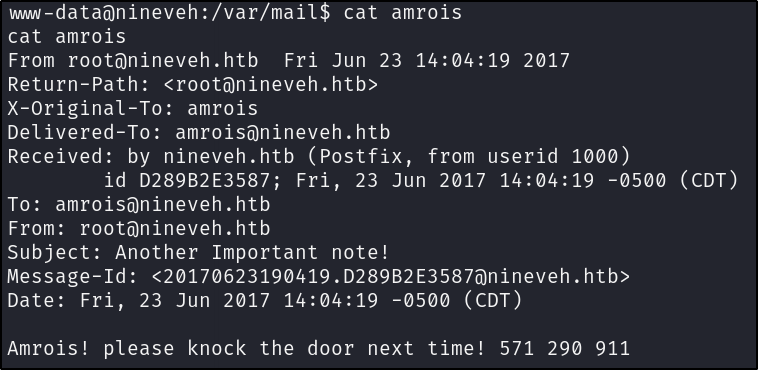 www-data@nineveh:/var/mail$ cat amrois
cat amrois
From root@nineveh.htb  Fri Jun 23 14:04:19 2017
Return-Path: <root@nineveh.htb>
X-Original-To: amrois
Delivered-To: amrois@nineveh.htb
Received: by nineveh.htb (Postfix, from userid 1000)
        id D289B2E3587; Fri, 23 Jun 2017 14:04:19 -0500 (CDT)
To: amrois@nineveh.htb
From: root@nineveh.htb
Subject: Another Important note!
Message-Id: <20170623190419.D289B2E3587@nineveh.htb>
Date: Fri, 23 Jun 2017 14:04:19 -0500 (CDT)

Amrois! please knock the door next time! 571 290 911